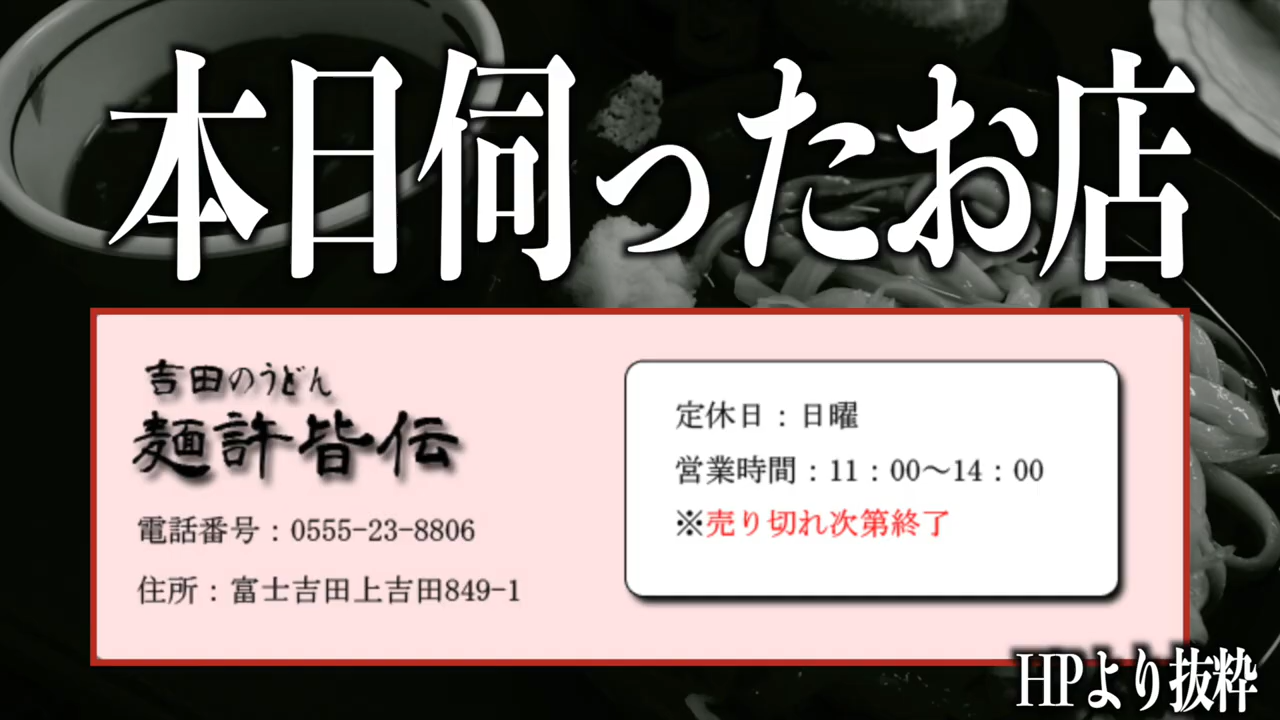 本日伺ったお店
吉田のうどん
麺許皆伝
電話番号：0555-23-8806
住所：富士吉田上吉田849-1
定休日：日曜
営業時間：11：00～14：00
※売り切れ次第終了
HPより抜粋